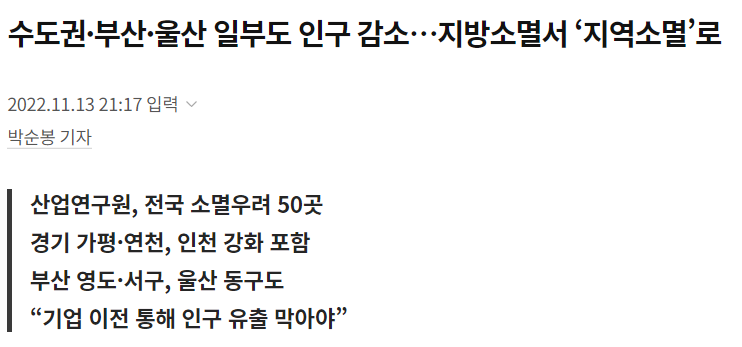 수도권·부산·울산 일부도 인구 감소…지방소멸서 ‘지역소멸’로
2022.11.13 21:17 입력
박순봉 기자
산업연구원, 전국 소멸우려 50곳
경기 가평·연천, 인천 강화 포함
부산 영도·서구, 울산 동구도
“기업 이전 통해 인구 유출 막아야”